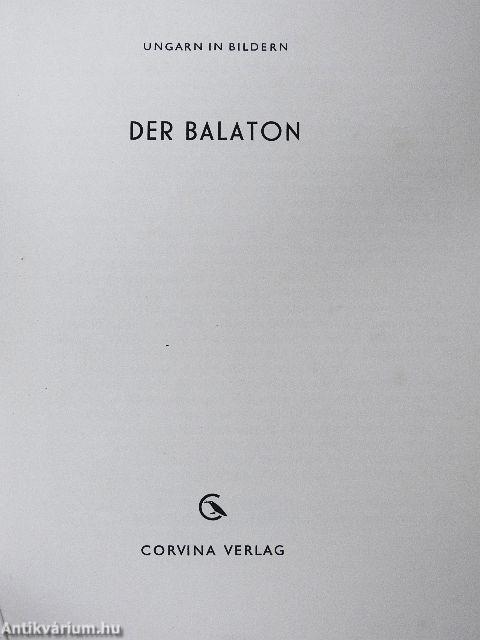 UNGARN IN BILDERN
DER BALATON
CORVINA VERLAG
Antikvárium.hu